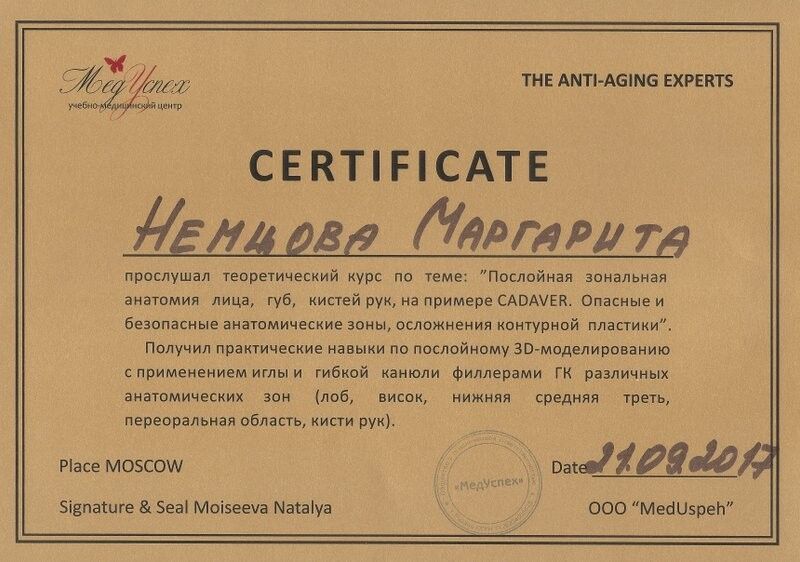 МедУспех
учебно-медицинский центр
THE ANTI-AGING EXPERTS
CERTIFICATE
Немцова Маргарита
прослушал теоретический курс по теме: "Послойная зональная
анатомия лица, губ, кистей рук, на примере CADAVER. Опасные и
безопасные анатомические зоны, осложнения контурной пластики".
Получил практические навыки по послойному 3D-моделированию
с применением иглы и гибкой канюли филлерами ГК различных
анатомических зон (лоб, висок, нижняя средняя треть,
переоральная область, кисти рук).
Place MOSCOW
Date 21.09.2017
«МедУспех»
Signature & Seal Moiseeva Natalya
ООО "MedUspeh"